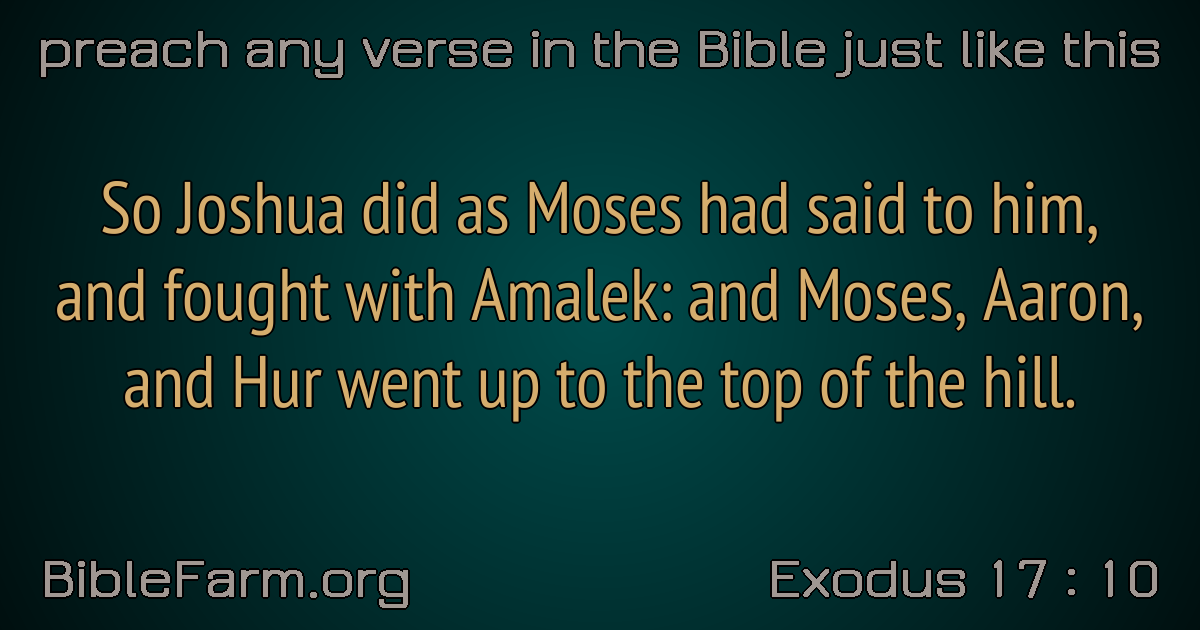 preach any verse in the Bible just like this
So Joshua did as Moses had said to him,
and fought with Amalek: and Moses, Aaron,
and Hur went up to the top of the hill.
BibleFarm.org
Exodus 17 : 10